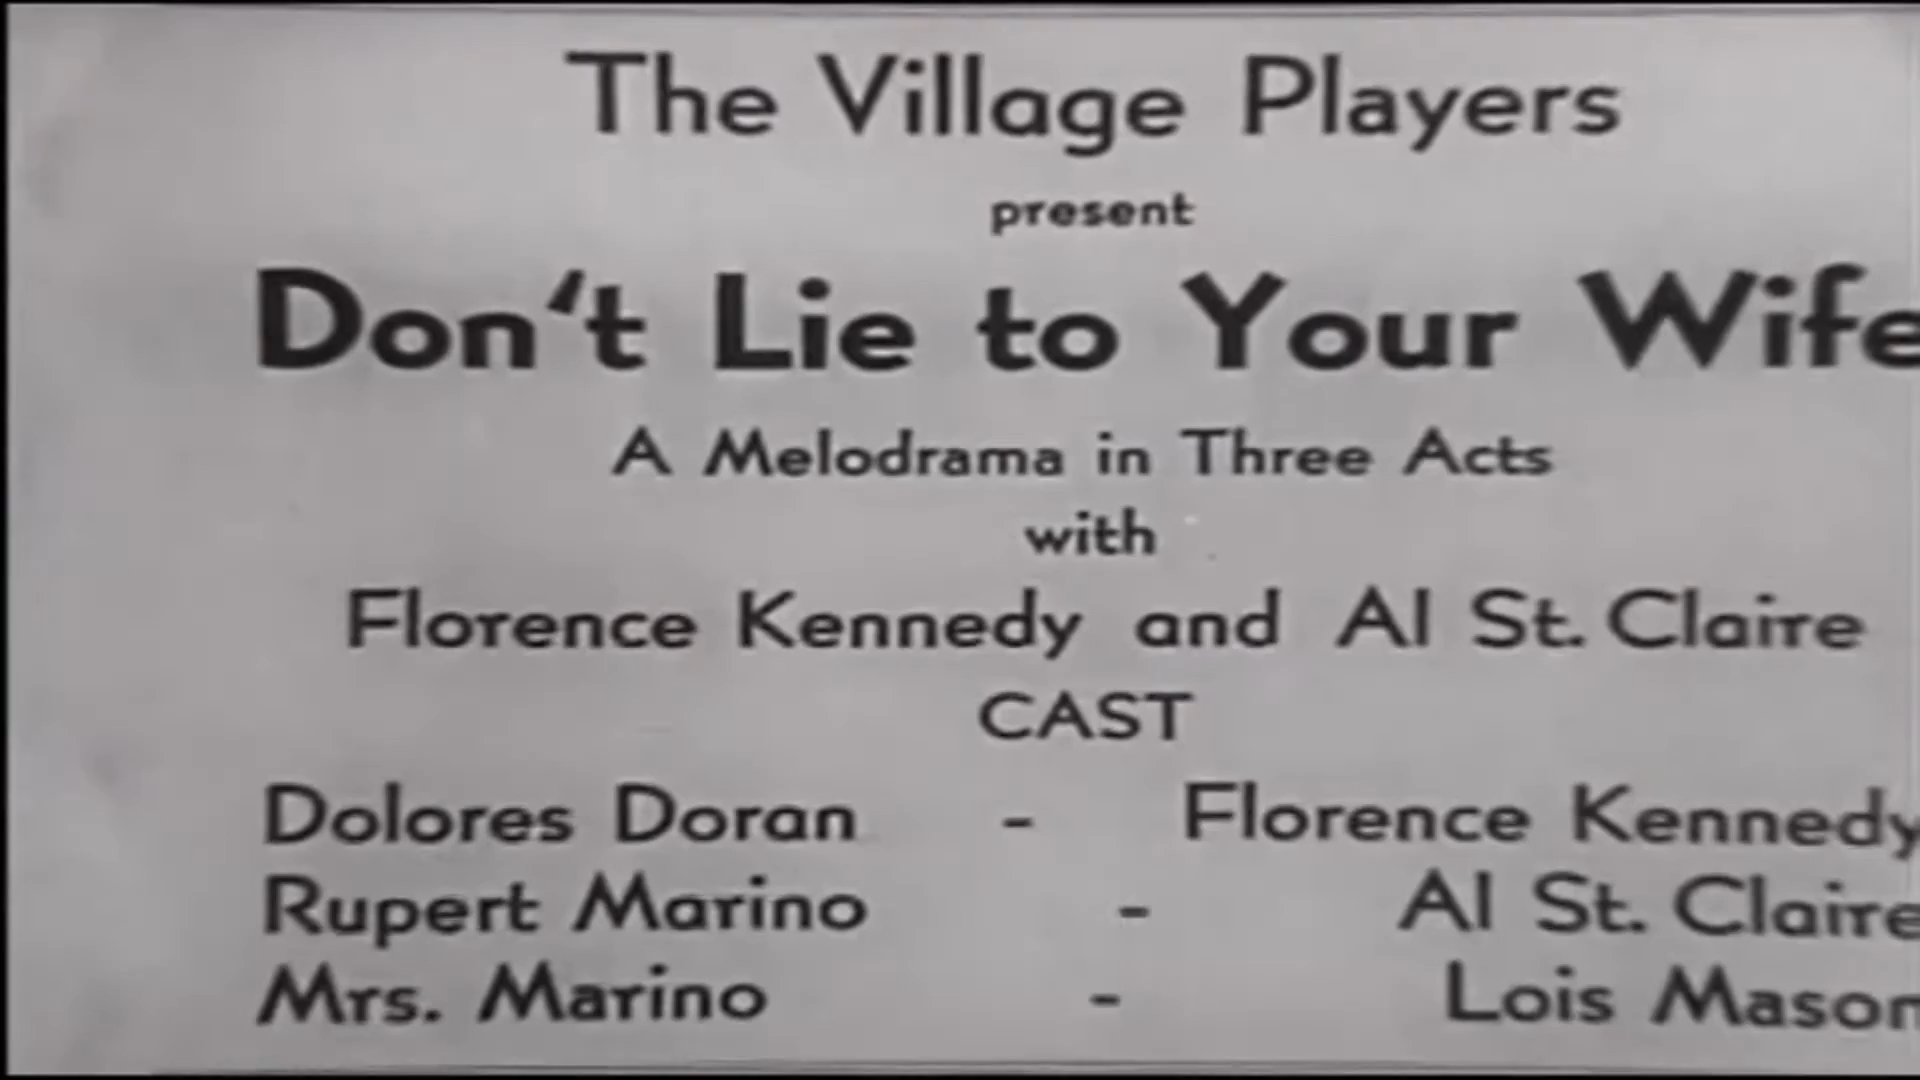 The Village Players
present
Don't Lie to Your Wife
A Melodrama in Three Acts
with
Florence Kennedy and Al St. Claire
CAST
Dolores Doran - Florence Kennedy
Rupert Marino - Al St. Claire
Mrs. Marino - Lois Mason